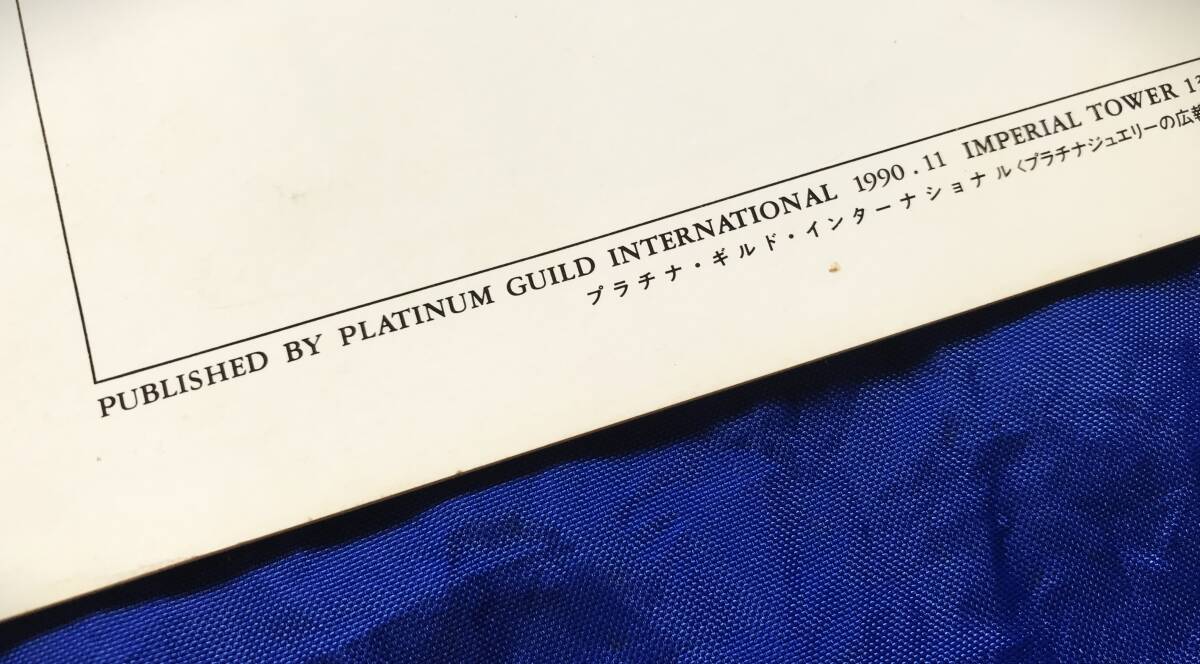 PUBLISHED BY PLATINUM GUILD INTERNATIONAL 1990.11 IMPERIAL TOWER
プラチナ・ギルド・インターナショナル〈プラチナジュエリーの広